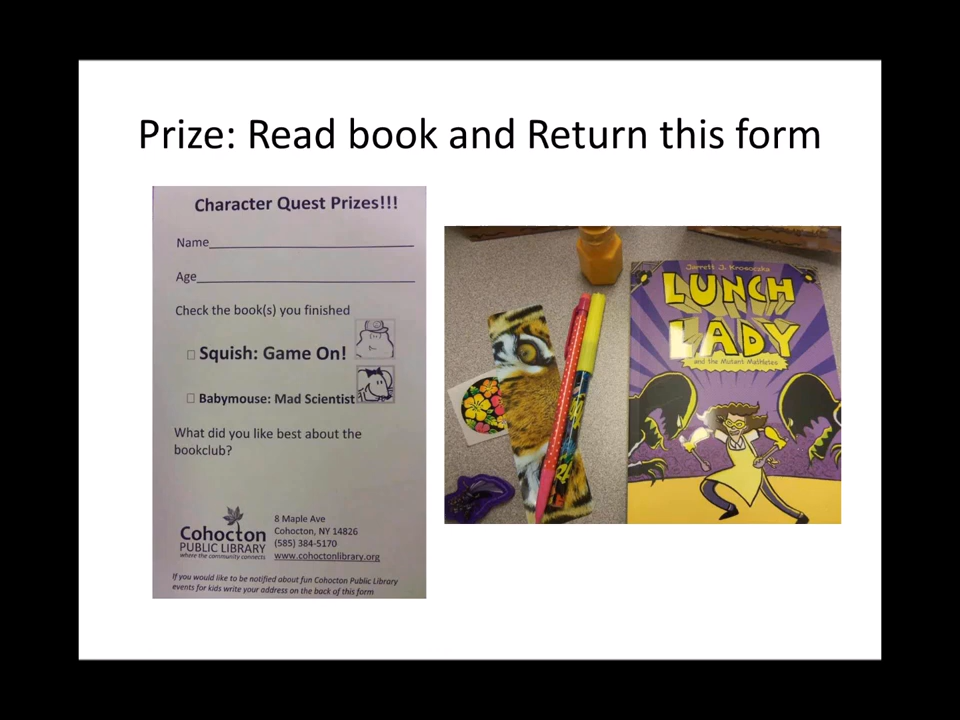 Prize: Read book and Return this form
Character Quest Prizes!!!
Name
Age
Check the book(s) you finished
Squish: Game On!
Babymouse: Mad Scientist
What did you like best about the
bookclub?
Cohocton
PUBLIC LIBRARY
where the community connects
8 Maple Ave
Cohocton, NY 14826
(585) 384-5170
www.cohoctonlibrary.org
If you would like to be notified about fun Cohocton Public Library
events for kids write your address on the back of this form
Jarrett J. Krosoczka
LUNCH
LADY
and the Mutant Mathletes